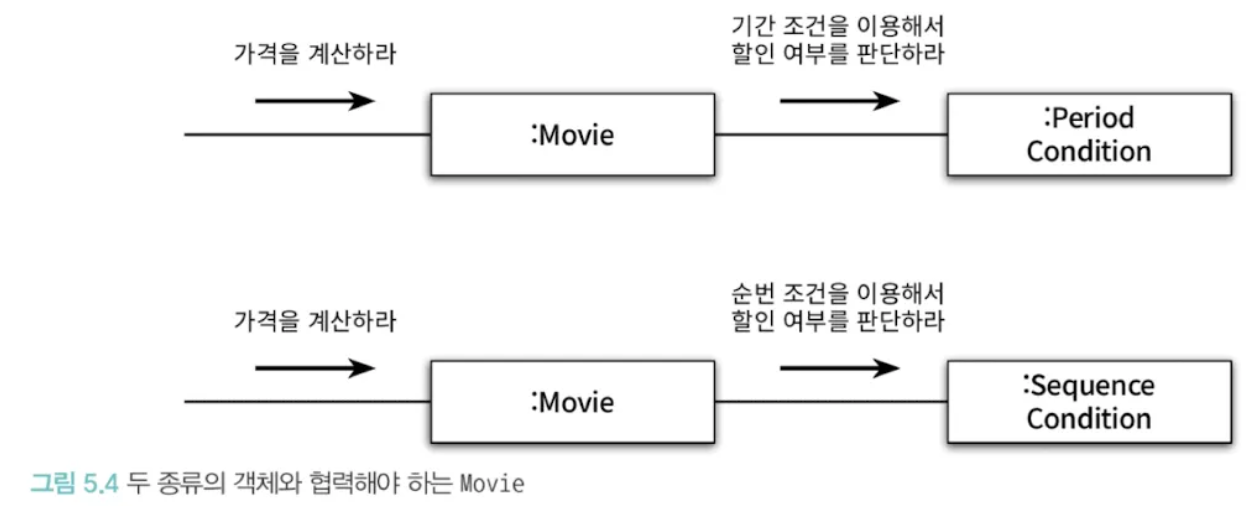 가격을 계산하라
기간 조건을 이용해서
할인 여부를 판단하라
:Movie
:Period
Condition
가격을 계산하라
순번 조건을 이용해서
할인 여부를 판단하라
:Movie
:Sequence
Condition
그림 5.4 두 종류의 객체와 협력해야 하는 Movie